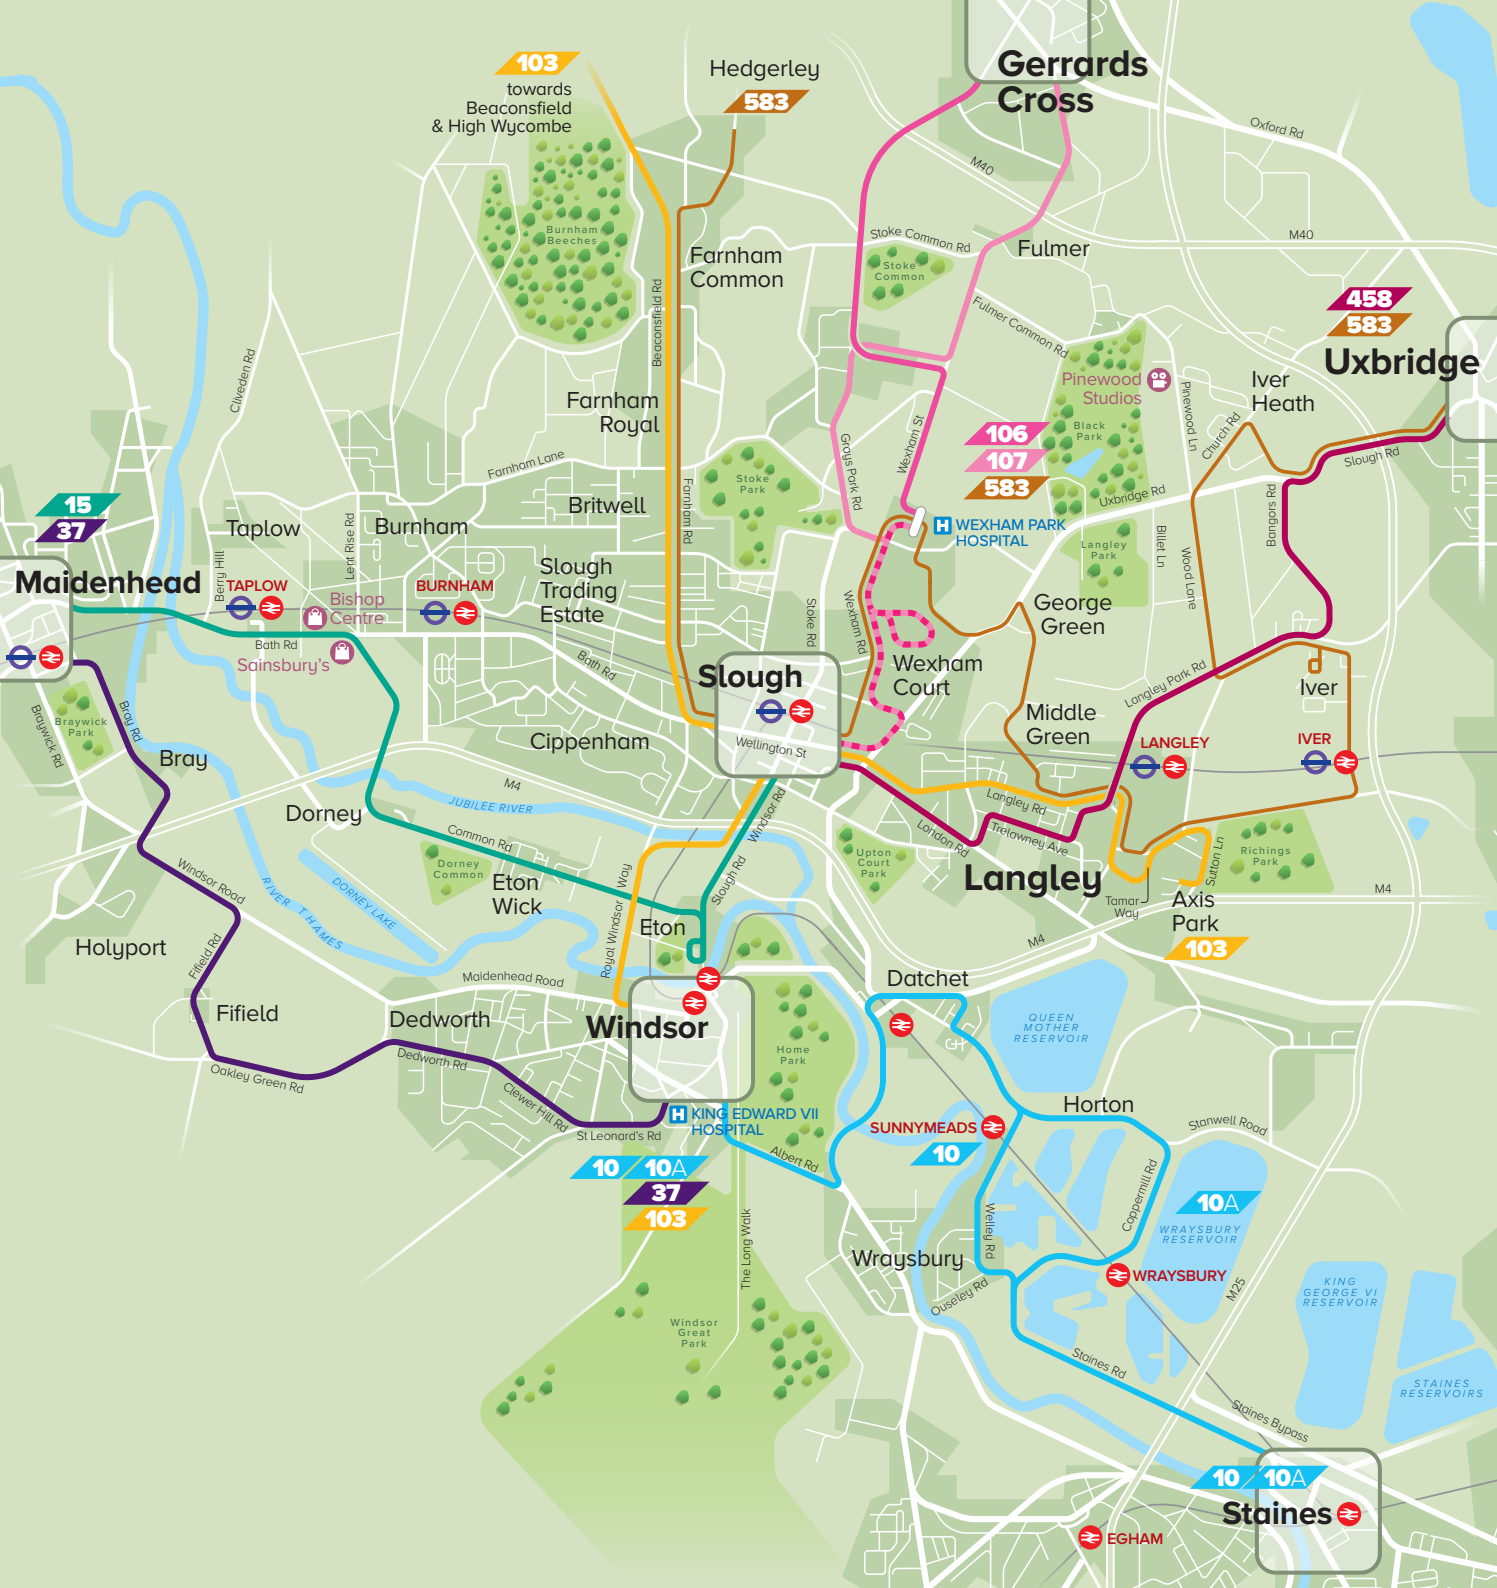 103
towards
Beaconsfield
& High Wycombe
Hedgerley
583
Gerrards
Cross
Oxford Rd
M40
M40
Burnham
Beeches
Farnham
Common
Stoke Common Rd
Stoke
Common
Fulmer
Beaconsfield Rd
Fulmer Common Rd
458
583
Uxbridge
Cliveden Rd
Pinewood
Studios
Pinewood Ln
Iver
Heath
Farnham
Royal
Church Rd
Wexham St
Grays Park Rd
106
107
583
Black
Park
Slough Rd
Farnham Lane
Stoke
Park
15
37
Taplow
Burnham
Britwell
Farnham Rd
Uxbridge Rd
Bangors Rd
WEXHAM PARK
HOSPITAL
Langley
Park
Billet Ln
Wood Lane
Lent Rise Rd
Berry Hill
Maidenhead
TAPLOW
BURNHAM
Bishop
Centre
Slough
Trading
Estate
Stoke Rd
Wexham Rd
George
Green
Bath Rd
Sainsbury's
Bath Rd
Slough
Wexham
Court
Langley Park Rd
Iver
Braywick
Park
Braywick Rd
Bray Rd
Bray
Cippenham
Wellington St
Middle
Green
LANGLEY
IVER
M4
JUBILEE RIVER
Dorney
Common Rd
Windsor Rd
Langley Rd
London Rd
Trelawney Ave
Upton
Court
Park
Langley
Richings
Park
Sutton Ln
Tamar
Way
Axis
Park
103
M4
M4
Windsor Road
RIVER THAMES
DORNEY LAKE
Dorney
Common
Eton
Wick
Royal Windsor Way
Slough Rd
Eton
Holyport
Fifield Rd
Fifield
Maidenhead Road
Dedworth
Windsor
Datchet
QUEEN
MOTHER
RESERVOIR
Home
Park
Oakley Green Rd
Dedworth Rd
Clewer Hill Rd
St Leonard's Rd
KING EDWARD VII
HOSPITAL
Albert Rd
10 10A
37
103
SUNNYMEADS
10
Horton
Stanwell Road
Coppermill Rd
10A
WRAYSBURY
RESERVOIR
Welley Rd
The Long Walk
Wraysbury
Ouseley Rd
WRAYSBURY
M25
KING
GEORGE VI
RESERVOIR
Windsor
Great
Park
Staines Rd
STAINES
RESERVOIRS
Staines Bypass
10 10A
Staines
EGHAM